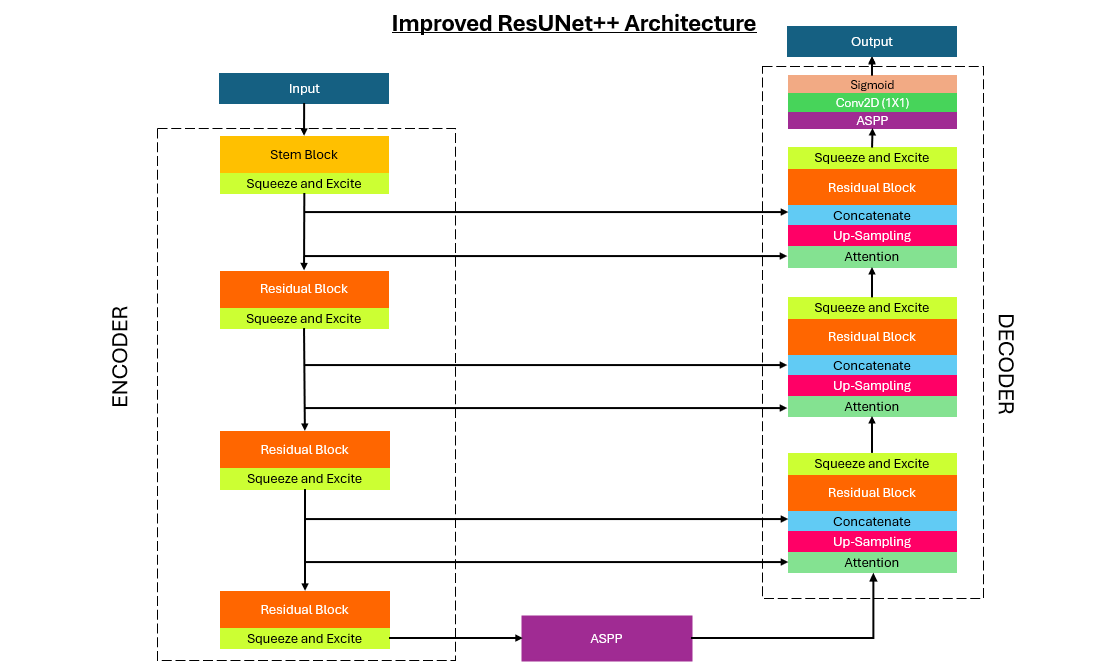 Improved ResUNet++ Architecture
Input
Stem Block
Squeeze and Excite
Residual Block
Squeeze and Excite
Residual Block
Squeeze and Excite
Residual Block
Squeeze and Excite
ENCODER
ASPP
Output
Sigmoid
Conv2D (1X1)
ASPP
Squeeze and Excite
Residual Block
Concatenate
Up-Sampling
Attention
Squeeze and Excite
Residual Block
Concatenate
Up-Sampling
Attention
Squeeze and Excite
Residual Block
Concatenate
Up-Sampling
Attention
DECODER